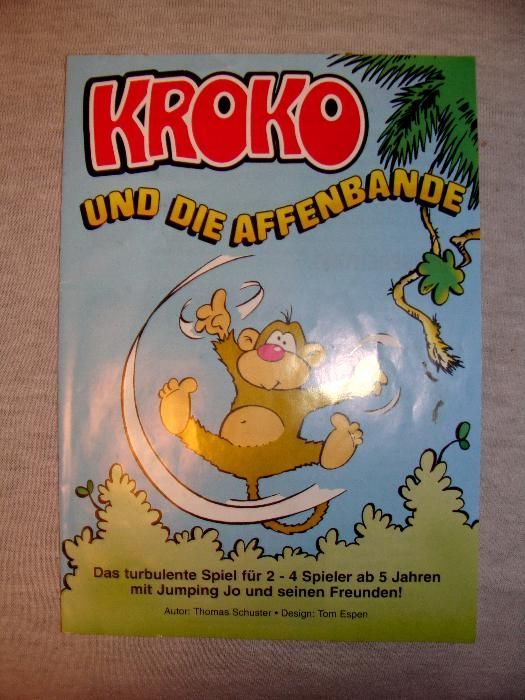 KROKO
UND DIE AFFENBANDE
Das turbulente Spiel für 2 - 4 Spieler ab 5 Jahren
mit Jumping Jo und seinen Freunden!
Autor: Thomas Schuster • Design: Tom Espen